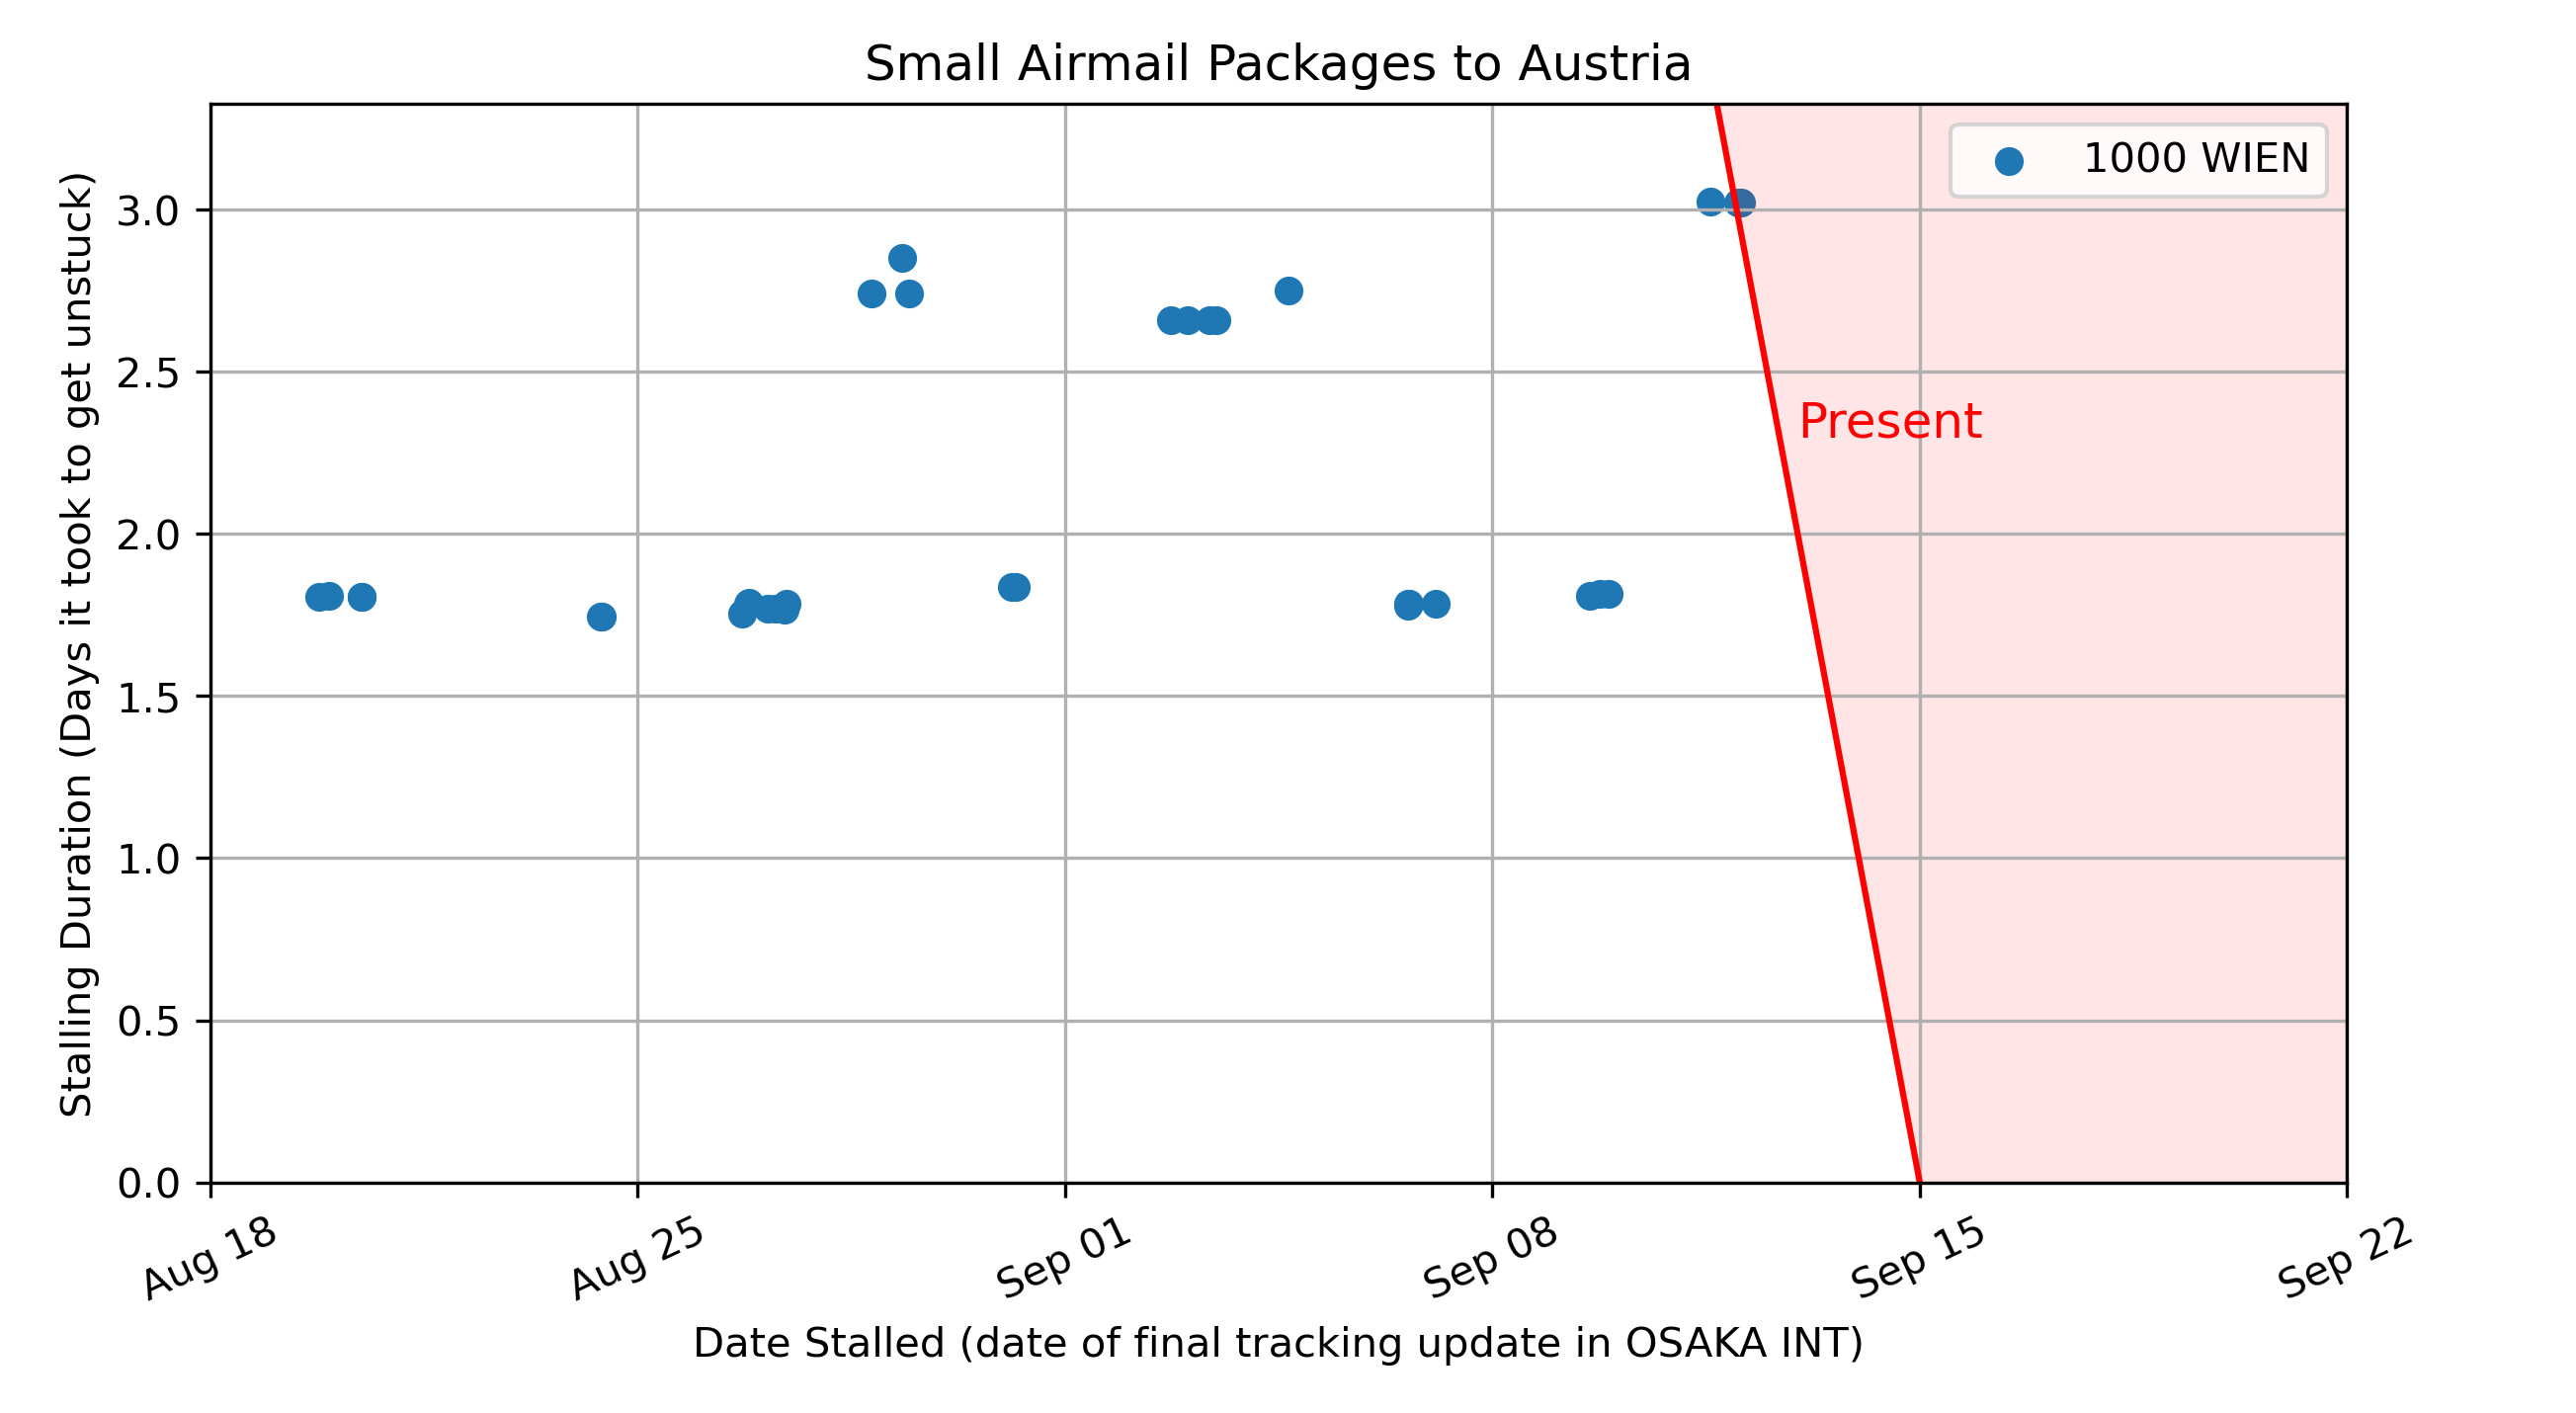 Small Airmail Packages to Austria
1000 WIEN
Present
Stalling Duration (Days it took to get unstuck)
3.0
2.5
2.0
1.5
1.0
0.5
0.0
Aug 18
Aug 25
Sep 01
Sep 08
Sep 15
Sep 22
Date Stalled (date of final tracking update in OSAKA INT)